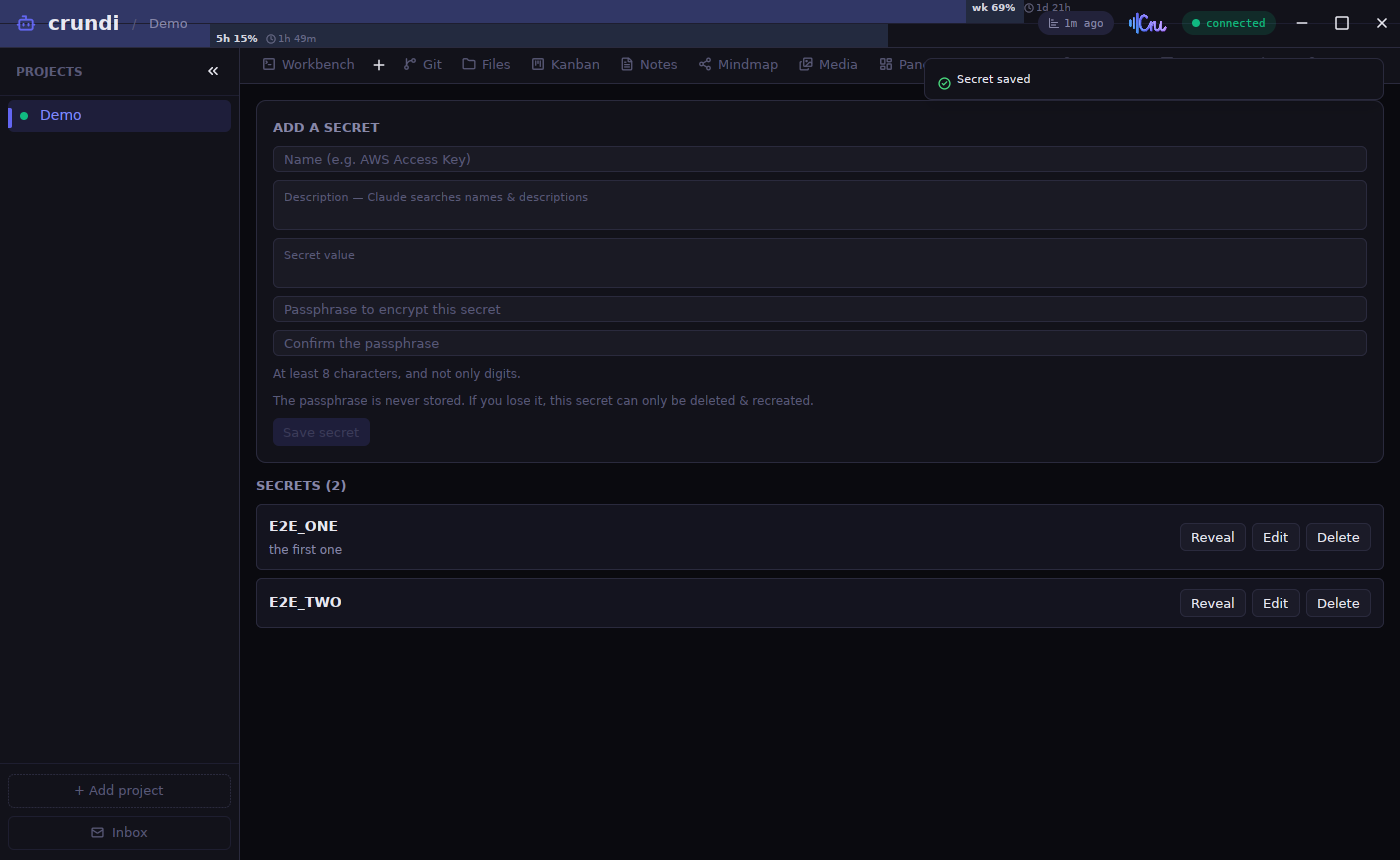 crundi / Demo
wk 69% 1d 21h
5h 15% 1h 49m
1m ago
connected
PROJECTS
Demo
+ Add project
Inbox
Workbench
Git
Files
Kanban
Notes
Mindmap
Media
Secret saved
ADD A SECRET
Name (e.g. AWS Access Key)
Description — Claude searches names & descriptions
Secret value
Passphrase to encrypt this secret
Confirm the passphrase
At least 8 characters, and not only digits.
The passphrase is never stored. If you lose it, this secret can only be deleted & recreated.
Save secret
SECRETS (2)
E2E_ONE
the first one
Reveal Edit Delete
E2E_TWO
Reveal Edit Delete